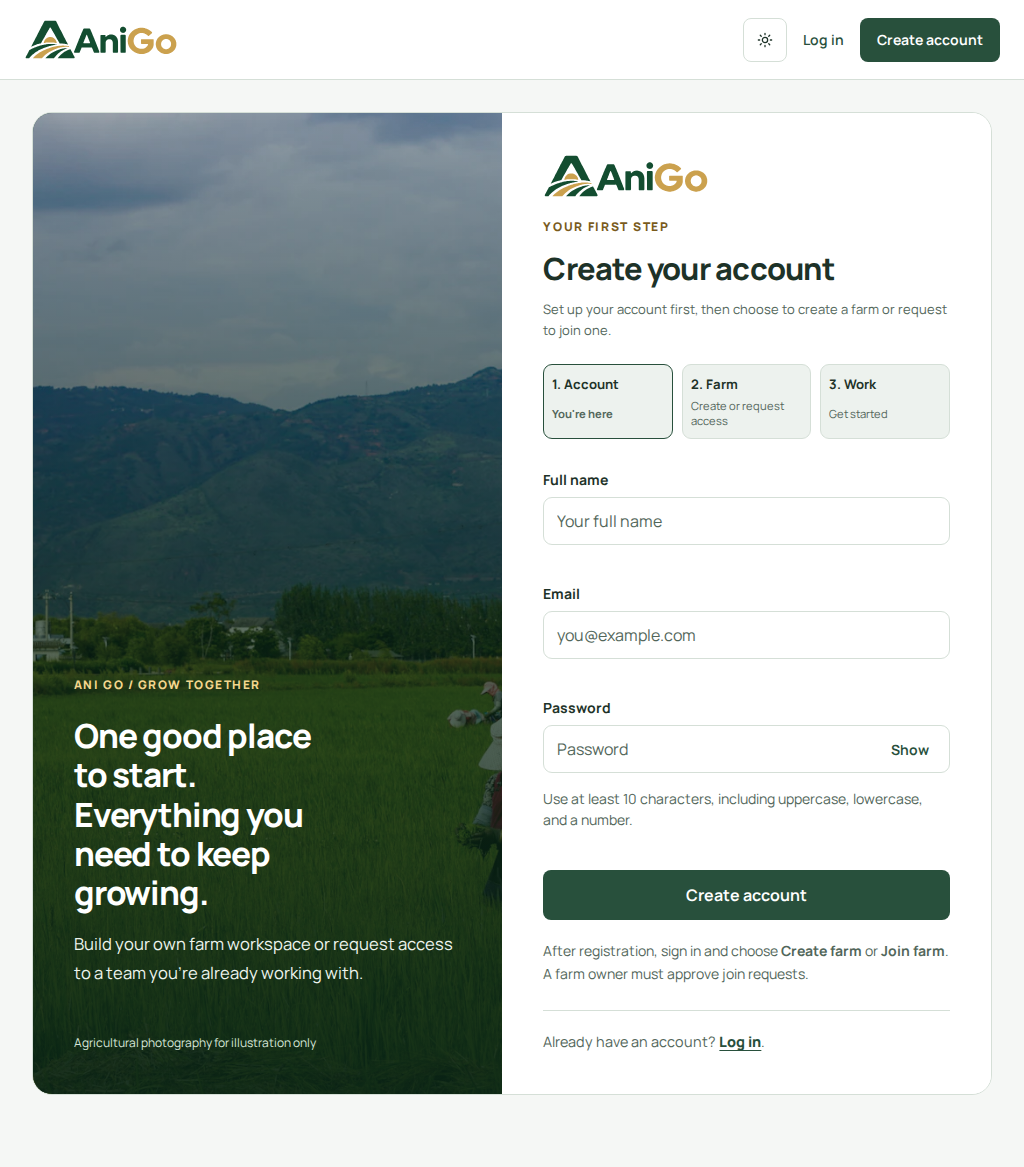 AniGo
Log in
Create account
ANI GO / GROW TOGETHER
One good place
to start.
Everything you
need to keep
growing.
Build your own farm workspace or request access
to a team you're already working with.
Agricultural photography for illustration only
AniGo
YOUR FIRST STEP
Create your account
Set up your account first, then choose to create a farm or request
to join one.
1. Account
You're here
2. Farm
Create or request
access
3. Work
Get started
Full name
Your full name
Email
you@example.com
Password
Password
Show
Use at least 10 characters, including uppercase, lowercase,
and a number.
Create account
After registration, sign in and choose Create farm or Join farm.
A farm owner must approve join requests.
Already have an account? Log in.